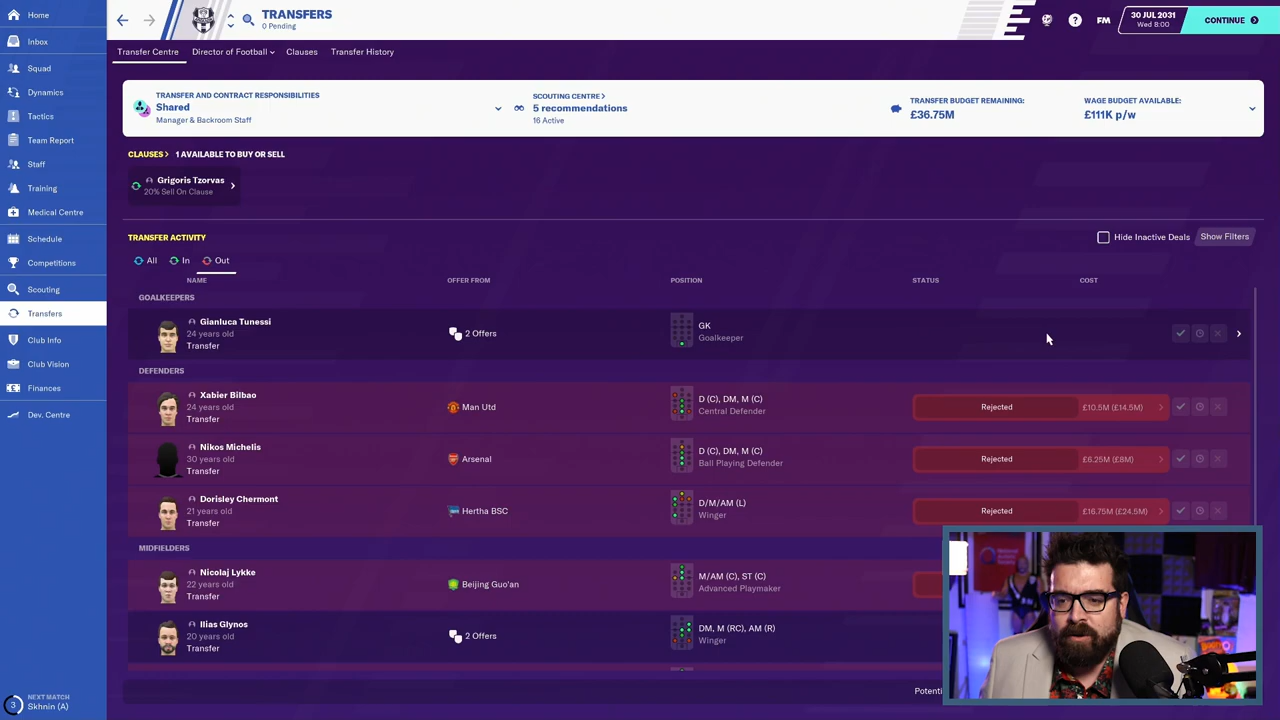 Home
Inbox
Squad
Dynamics
Tactics
Team Report
Staff
Training
Medical Centre
Schedule
Competitions
Scouting
Transfers
Club Info
Club Vision
Finances
Dev. Centre
3
NEXT MATCH
Skhnin (A)
TRANSFERS
0 Pending
?
FM
30 JUL 2031
Wed 8:00
CONTINUE
Transfer Centre
Director of Football
Clauses
Transfer History
TRANSFER AND CONTRACT RESPONSIBILITIES
Shared
Manager & Backroom Staff
SCOUTING CENTRE >
5 recommendations
16 Active
TRANSFER BUDGET REMAINING:
£36.75M
WAGE BUDGET AVAILABLE:
£111K p/w
CLAUSES > 1 AVAILABLE TO BUY OR SELL
Grigoris Tzorvas
20% Sell On Clause
TRANSFER ACTIVITY
Hide Inactive Deals
Show Filters
All
In
Out
NAME OFFER FROM POSITION STATUS COST
GOALKEEPERS
Gianluca Tunessi
24 years old
Transfer
2 Offers
GK
Goalkeeper
DEFENDERS
Xabier Bilbao
24 years old
Transfer
Man Utd
D (C), DM, M (C)
Central Defender
Rejected
£10.5M (£14.5M)
Nikos Michelis
30 years old
Transfer
Arsenal
D (C), DM, M (C)
Ball Playing Defender
Rejected
£6.25M (£8M)
Dorisley Chermont
21 years old
Transfer
Hertha BSC
D/M/AM (L)
Winger
Rejected
£16.75M (£24.5M)
MIDFIELDERS
Nicolaj Lykke
22 years old
Transfer
Beijing Guo'an
M/AM (C), ST (C)
Advanced Playmaker
Ilias Glynos
20 years old
Transfer
2 Offers
DM, M (RC), AM (R)
Winger
Potenti